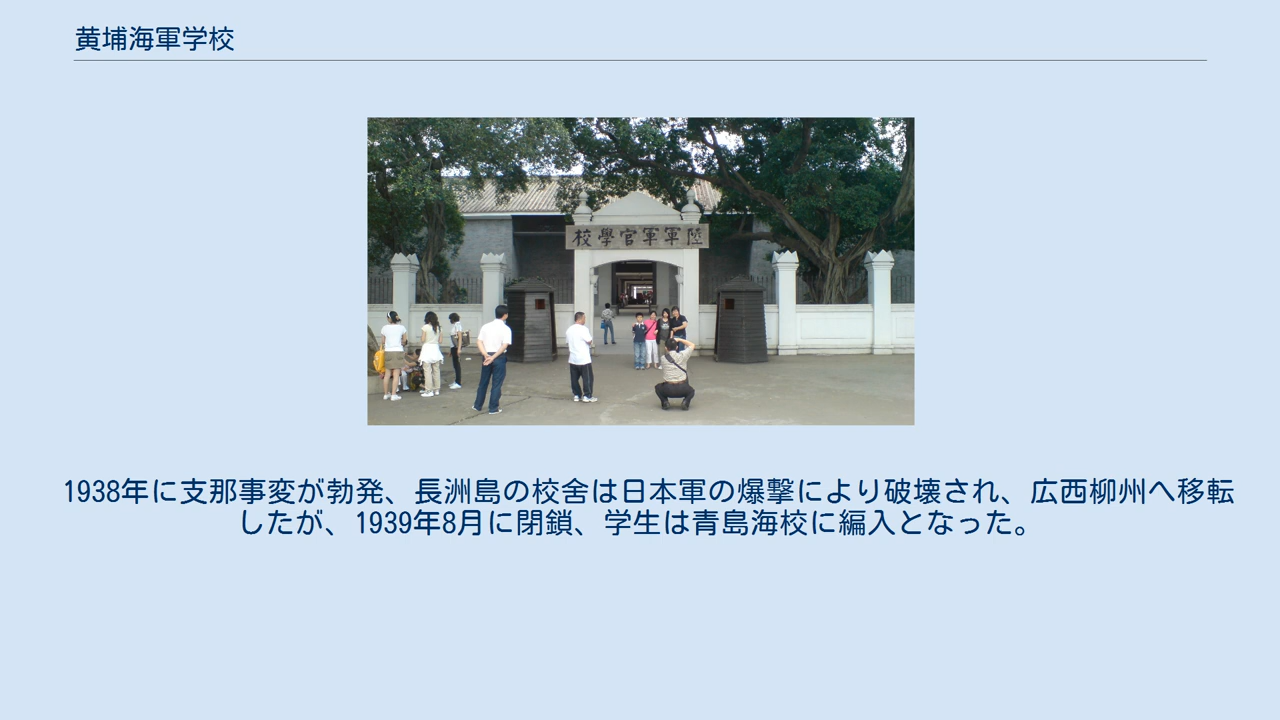 黄埔海軍学校
陸軍軍官學校
1938年に支那事変が勃発、長洲島の校舎は日本軍の爆撃により破壊され、広西柳州へ移転
したが、1939年8月に閉鎖、学生は青島海校に編入となった。